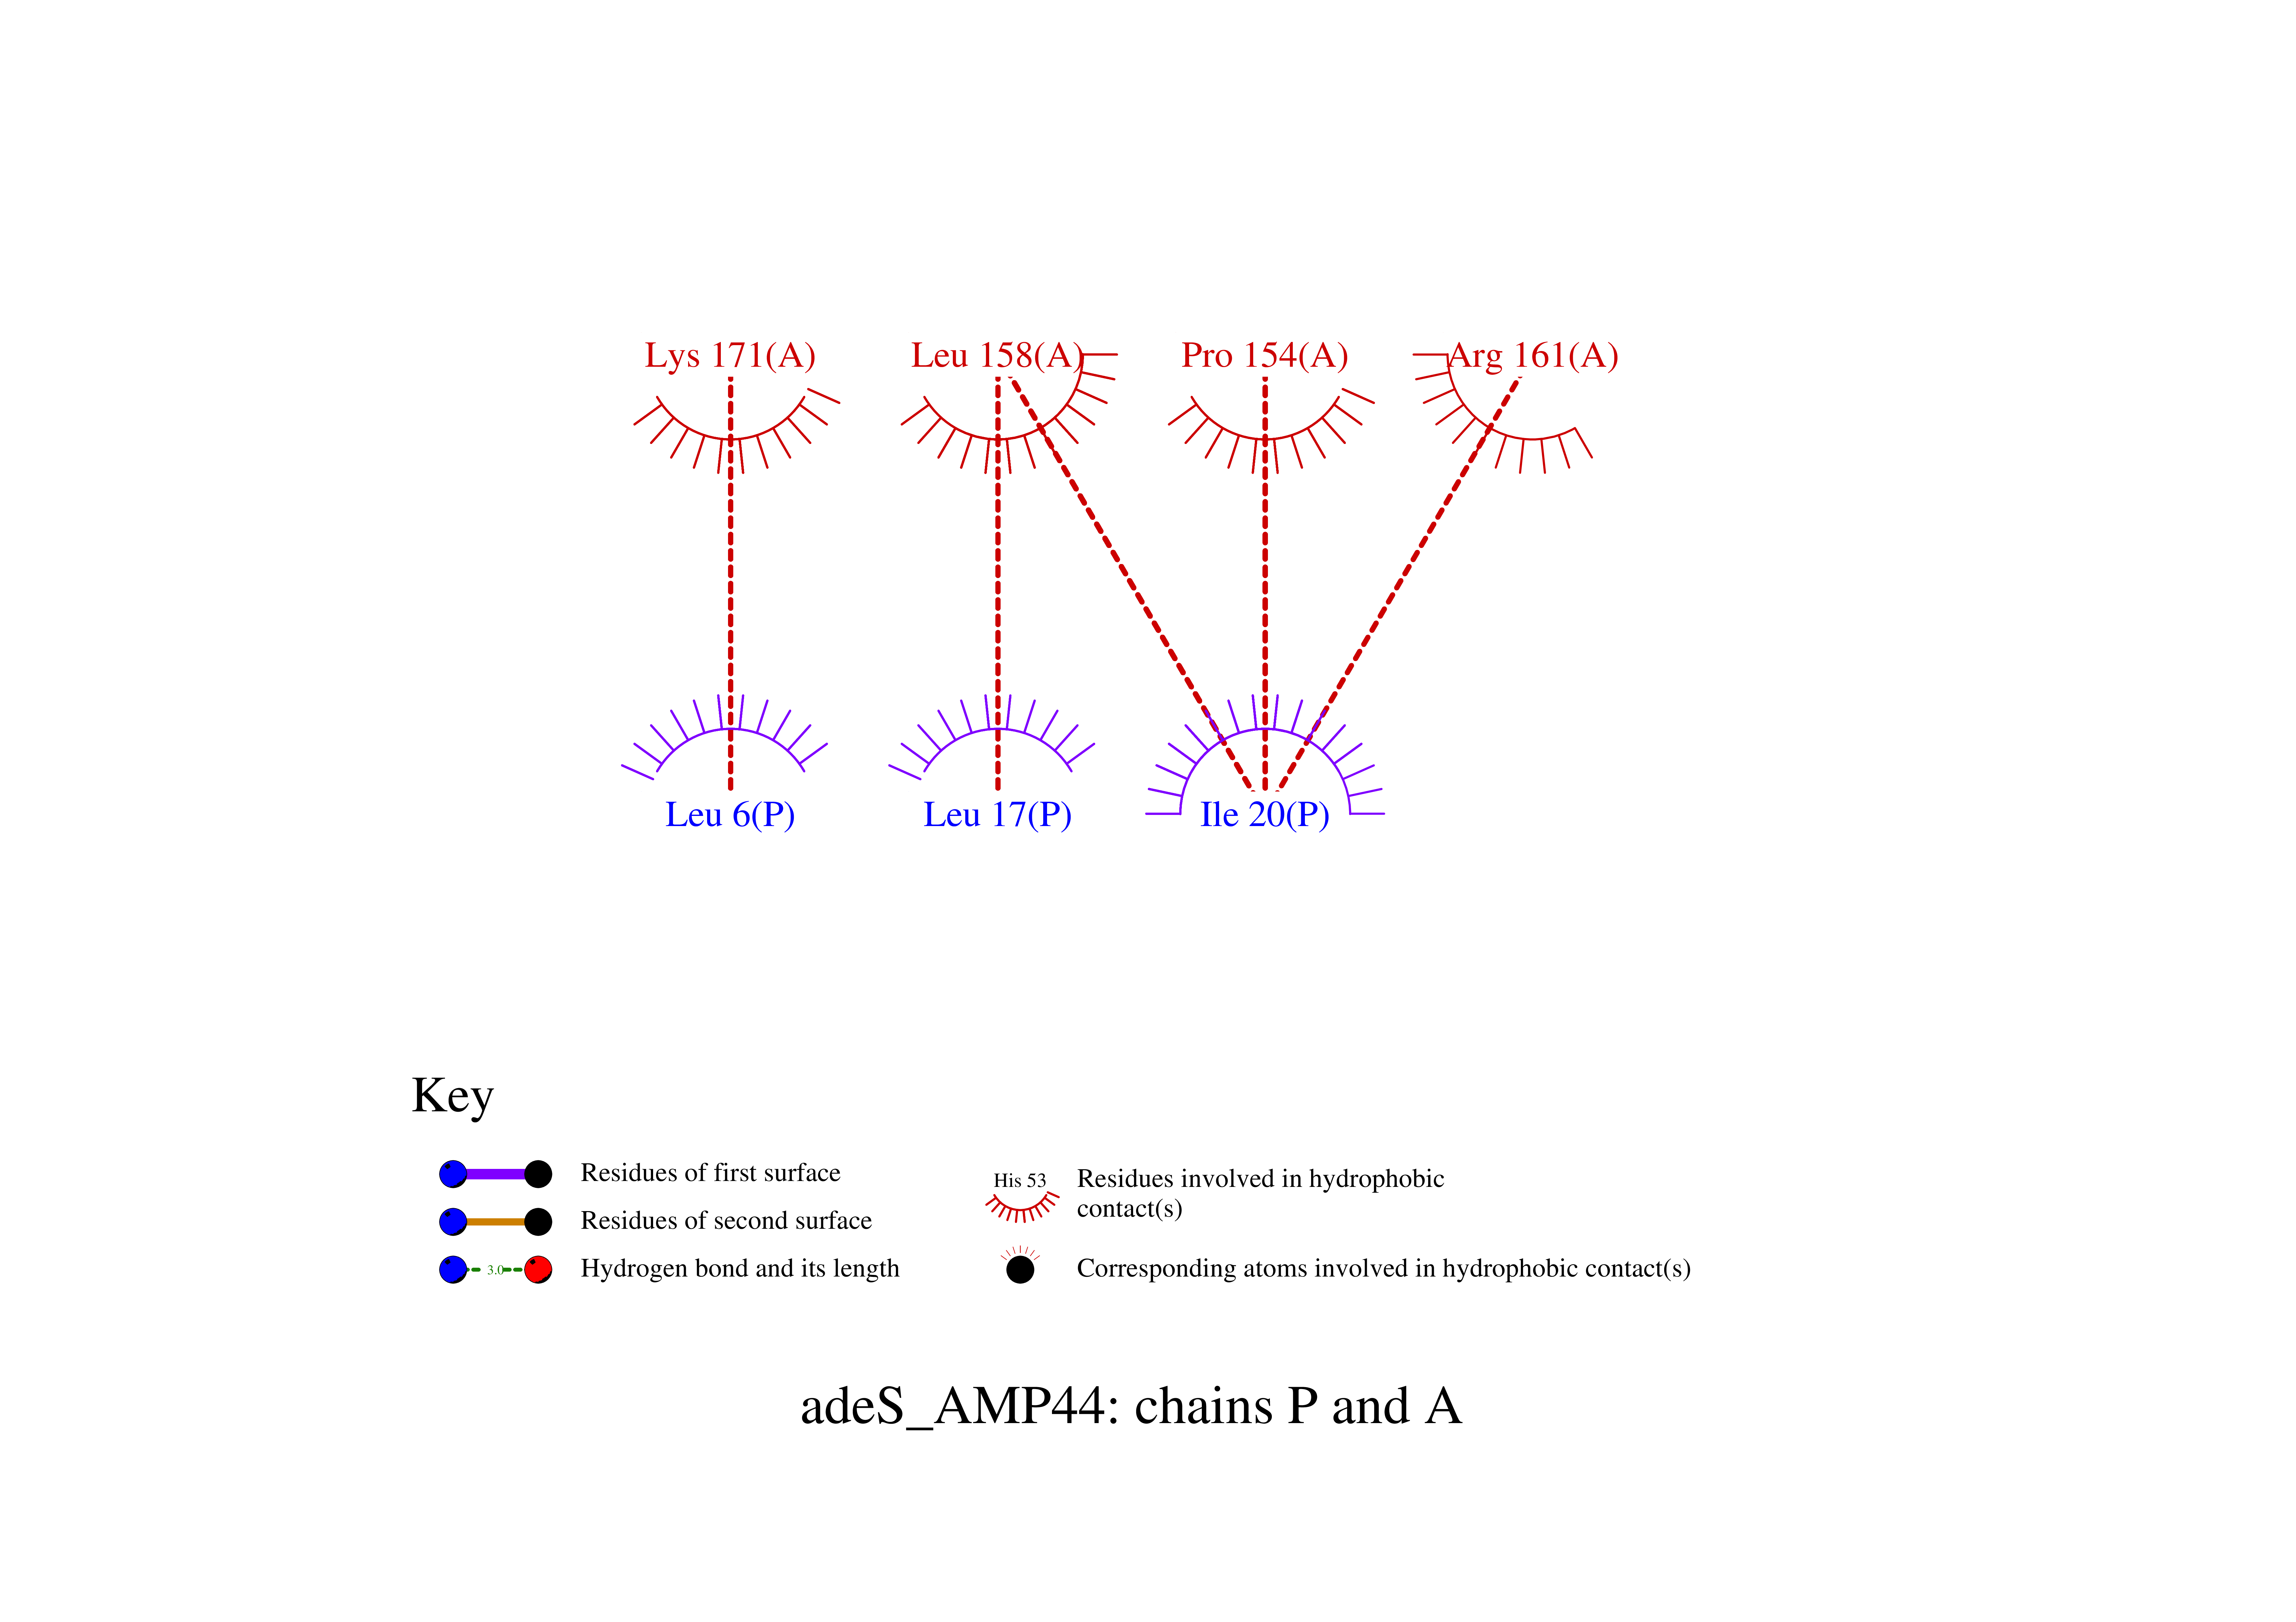 Lys 171(A) Leu 158(A) Pro 154(A) Arg 161(A)
Leu 6(P) Leu 17(P) Ile 20(P)
Key
Residues of first surface
Residues of second surface
3.0 Hydrogen bond and its length
His 53 Residues involved in hydrophobic
contact(s)
Corresponding atoms involved in hydrophobic contact(s)
adeS_AMP44: chains P and A